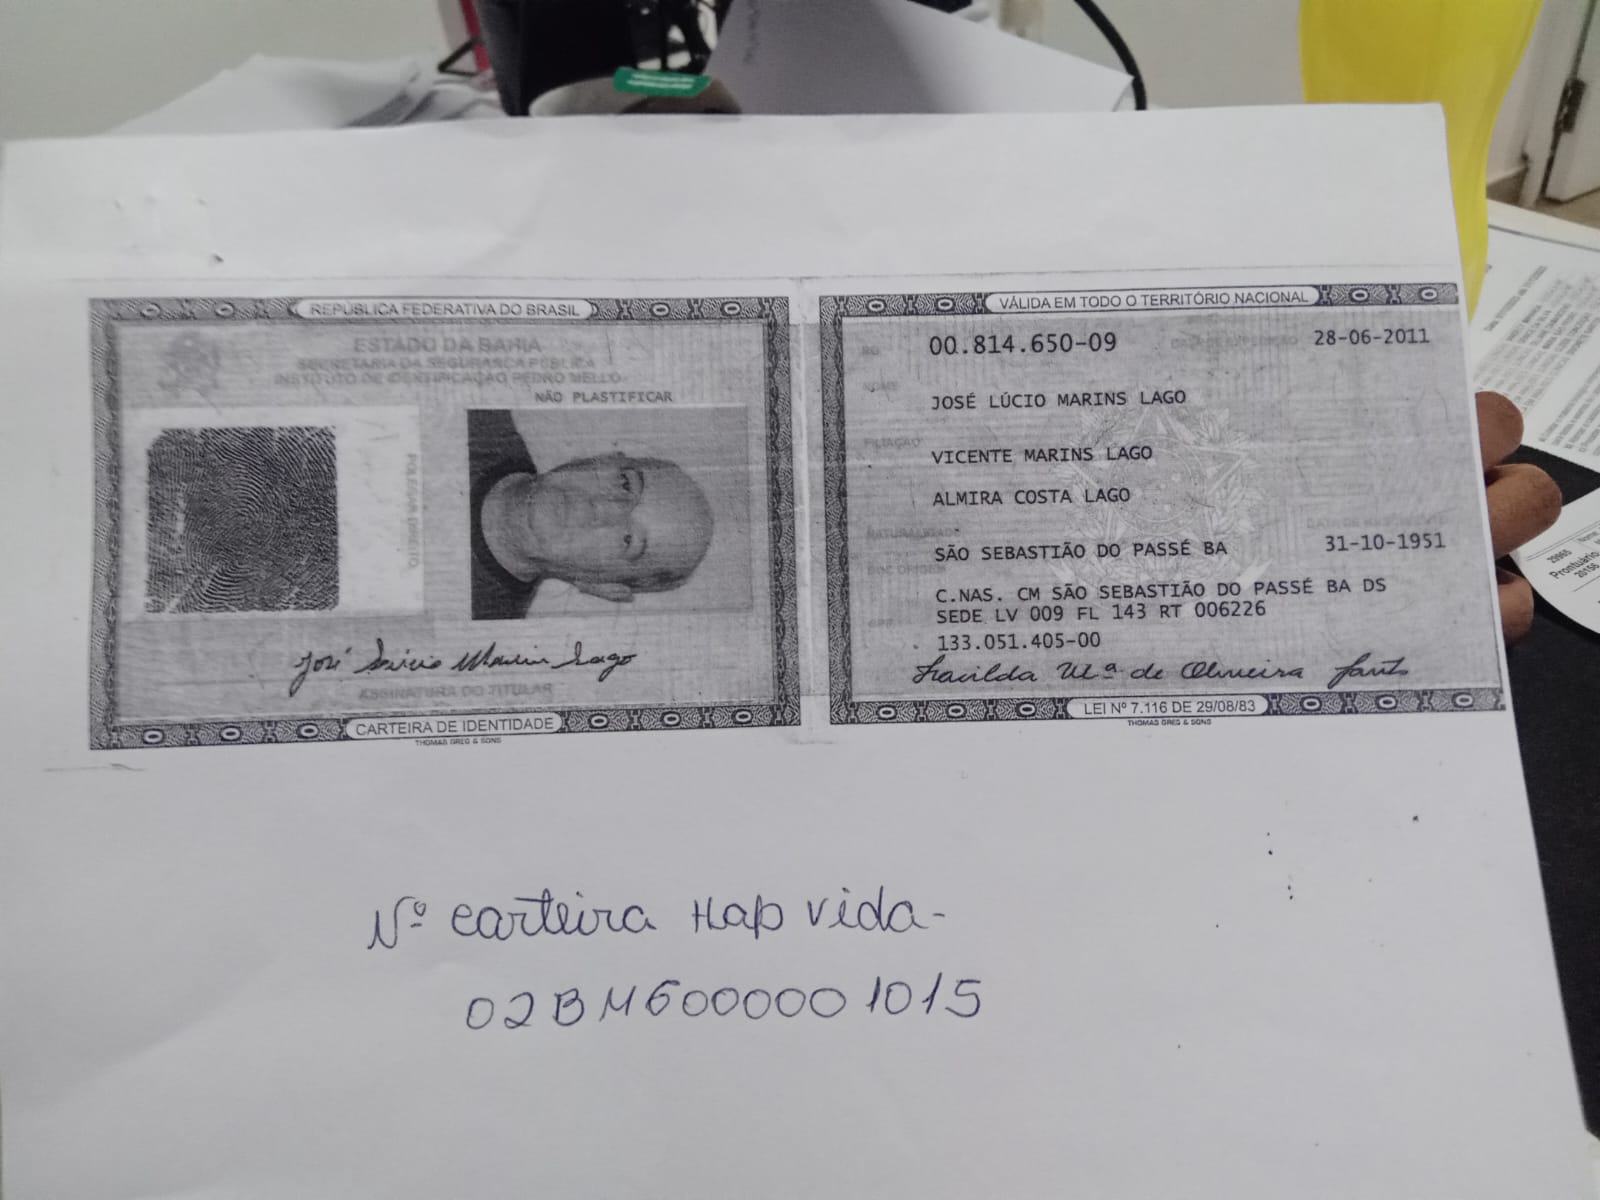 REPÚBLICA FEDERATIVA DO BRASIL
ESTADO DA BAHIA
SECRETARIA DA SEGURANÇA PÚBLICA
INSTITUTO DE IDENTIFICAÇÃO PEDRO MELLO
NÃO PLASTIFICAR
POLEGAR DIREITO
José Lúcio Marins Lago
ASSINATURA DO TITULAR
CARTEIRA DE IDENTIDADE
THOMAS GREG & SONS
VÁLIDA EM TODO O TERRITÓRIO NACIONAL
RG 00.814.650-09 DATA DE EXPEDIÇÃO 28-06-2011
NOME
JOSÉ LÚCIO MARINS LAGO
FILIAÇÃO
VICENTE MARINS LAGO
ALMIRA COSTA LAGO
NATURALIDADE DATA DE NASCIMENTO
SÃO SEBASTIÃO DO PASSÉ BA 31-10-1951
DOC ORIGEM
C.NAS. CM SÃO SEBASTIÃO DO PASSÉ BA DS
SEDE LV 009 FL 143 RT 006226
CPF
133.051.405-00
Mª de Oliveira
LEI Nº 7.116 DE 29/08/83
THOMAS GREG & SONS
Nº carteira Hap vida-
02BM6000001015
Prontuário
20156